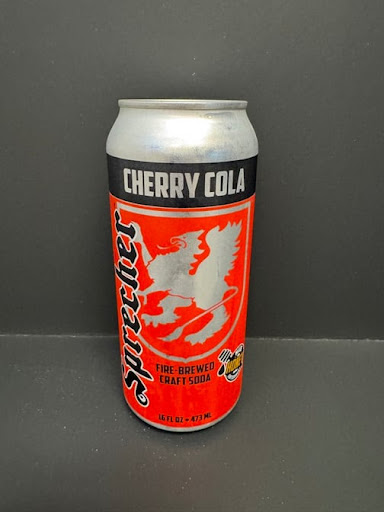 CHERRY COLA
Sprecher
FIRE-BREWED
CRAFT SODA
16 FL OZ • 473 ML